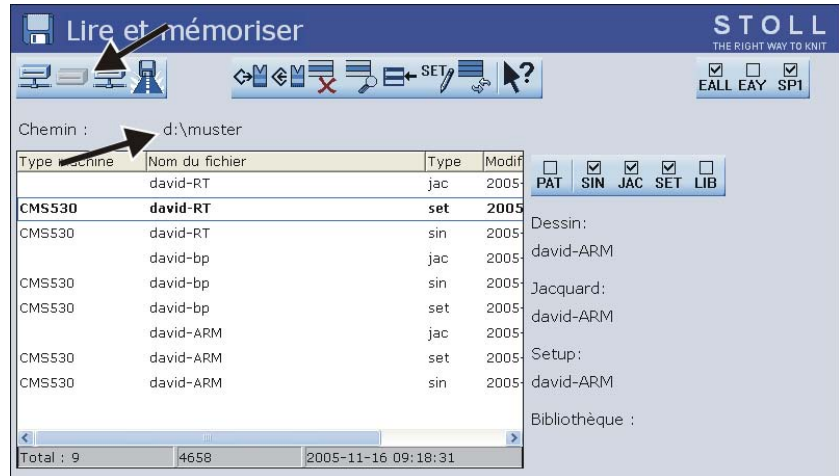 Lire et mémoriser
STOLL
THE RIGHT WAY TO KNIT
SET
?
EALL EAY SP1
Chemin : d:\muster
Type machine Nom du fichier Type Modif
david-RT jac 2005-
CMS530 david-RT set 2005
CMS530 david-RT sin 2005-
david-bp jac 2005-
CMS530 david-bp sin 2005-
CMS530 david-bp set 2005-
david-ARM jac 2005-
CMS530 david-ARM set 2005-
CMS530 david-ARM sin 2005-
Total : 9 4658 2005-11-16 09:18:31
PAT SIN JAC SET LIB
Dessin:
david-ARM
Jacquard:
david-ARM
Setup:
david-ARM
Bibliothèque :